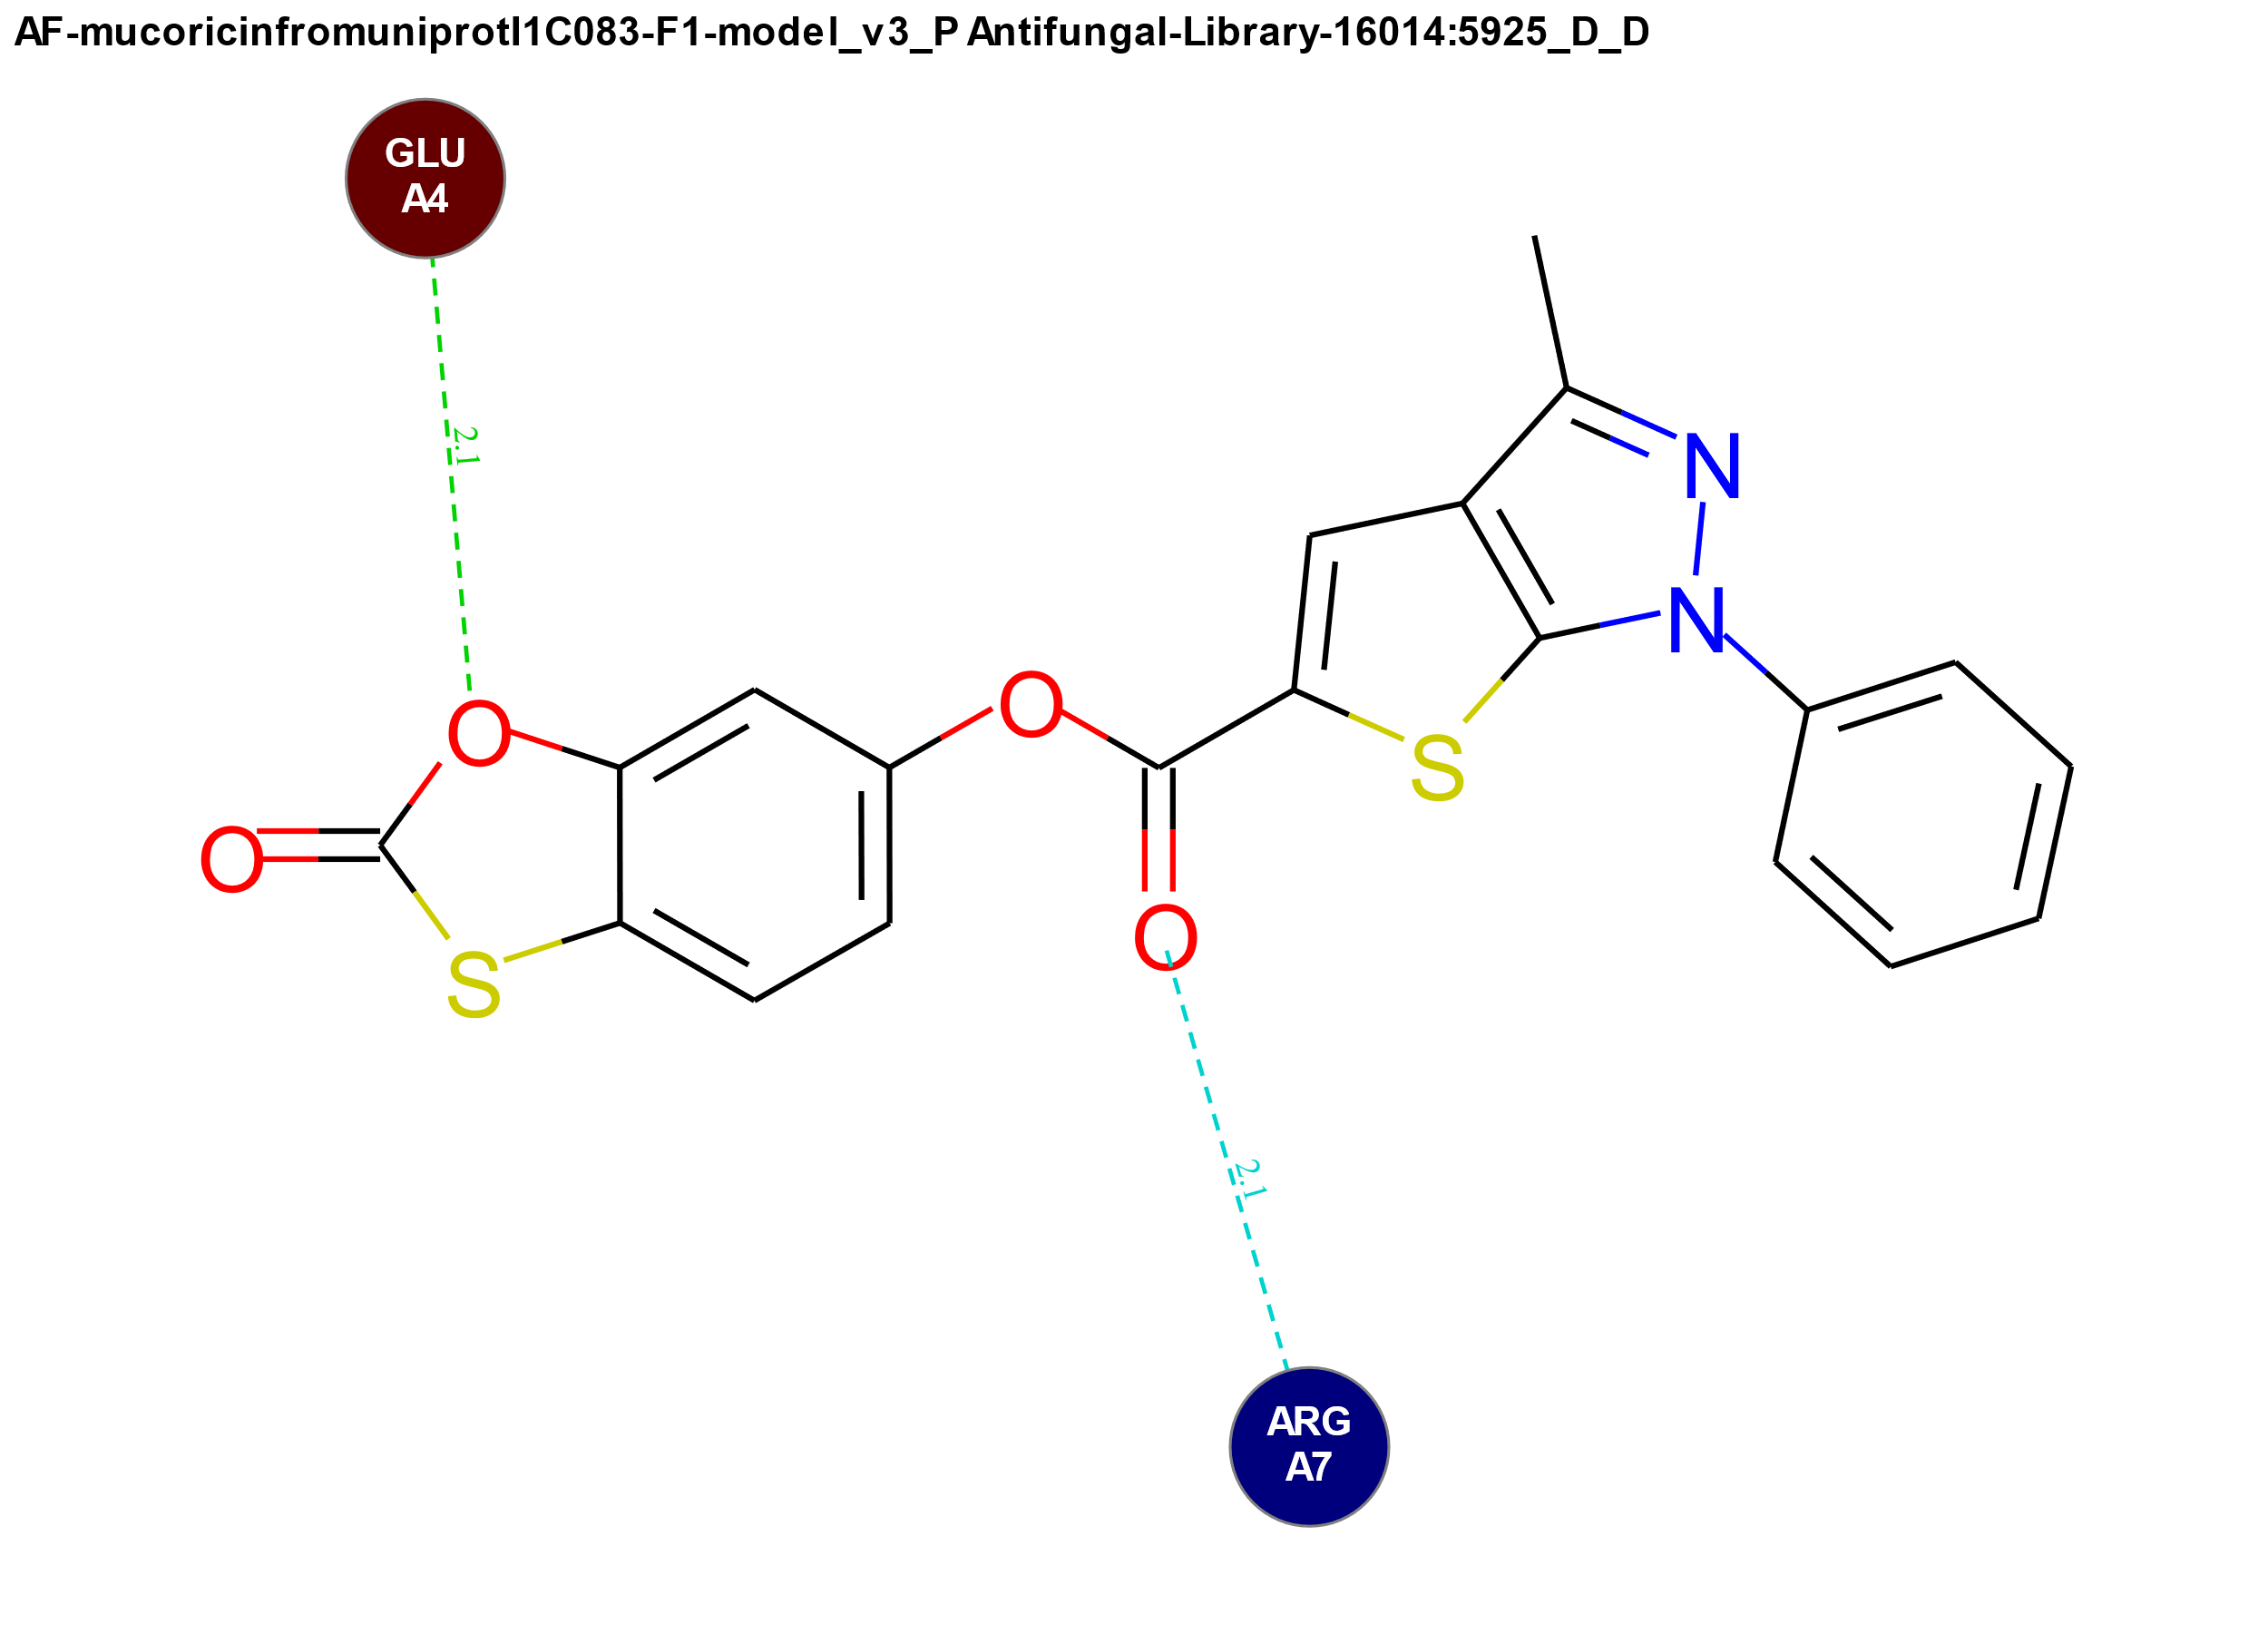 AF-mucoricinfromuniprotI1C083-F1-model_v3_P Antifungal-Library-16014:5925_D_D
GLU
A4
2.1
N
N
O
O
S
O
O
S
2.1
ARG
A7